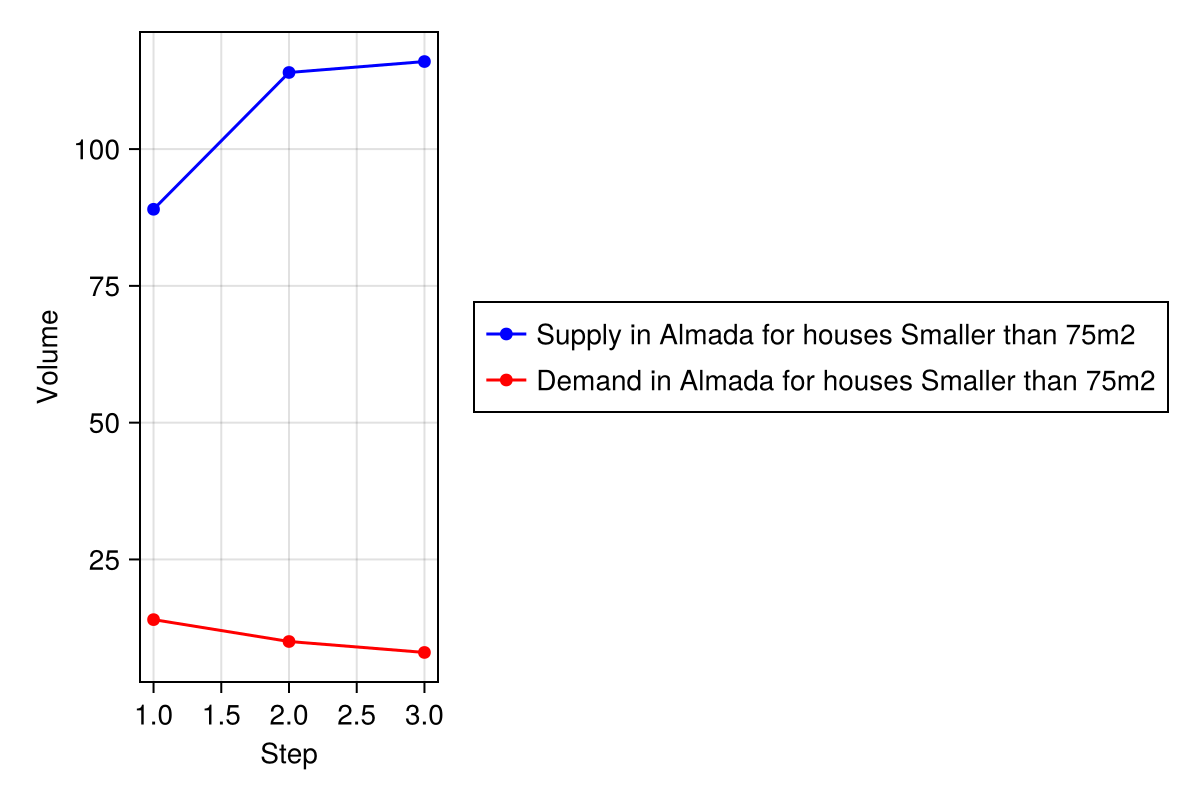 100
75
50
25
Volume
1.0 1.5 2.0 2.5 3.0
Step
Supply in Almada for houses Smaller than 75m2
Demand in Almada for houses Smaller than 75m2